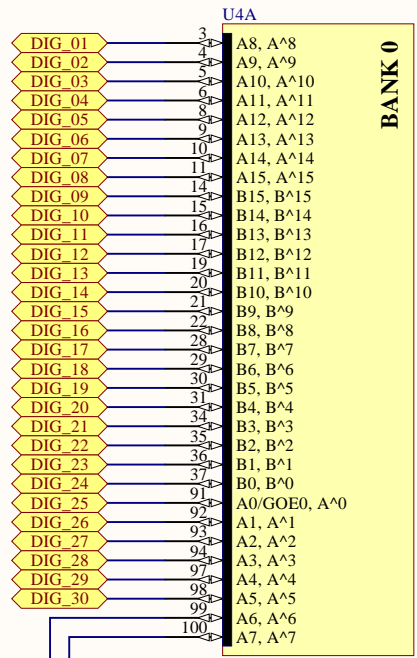 U4A
BANK 0
DIG_01 3 A8, A^8
DIG_02 4 A9, A^9
DIG_03 5 A10, A^10
DIG_04 6 A11, A^11
DIG_05 8 A12, A^12
DIG_06 9 A13, A^13
DIG_07 10 A14, A^14
DIG_08 11 A15, A^15
DIG_09 14 B15, B^15
DIG_10 15 B14, B^14
DIG_11 16 B13, B^13
DIG_12 17 B12, B^12
DIG_13 19 B11, B^11
DIG_14 20 B10, B^10
DIG_15 21 B9, B^9
DIG_16 22 B8, B^8
DIG_17 28 B7, B^7
DIG_18 29 B6, B^6
DIG_19 30 B5, B^5
DIG_20 31 B4, B^4
DIG_21 34 B3, B^3
DIG_22 35 B2, B^2
DIG_23 36 B1, B^1
DIG_24 37 B0, B^0
DIG_25 91 A0/GOE0, A^0
DIG_26 92 A1, A^1
DIG_27 93 A2, A^2
DIG_28 94 A3, A^3
DIG_29 97 A4, A^4
DIG_30 98 A5, A^5
99 A6, A^6
100 A7, A^7